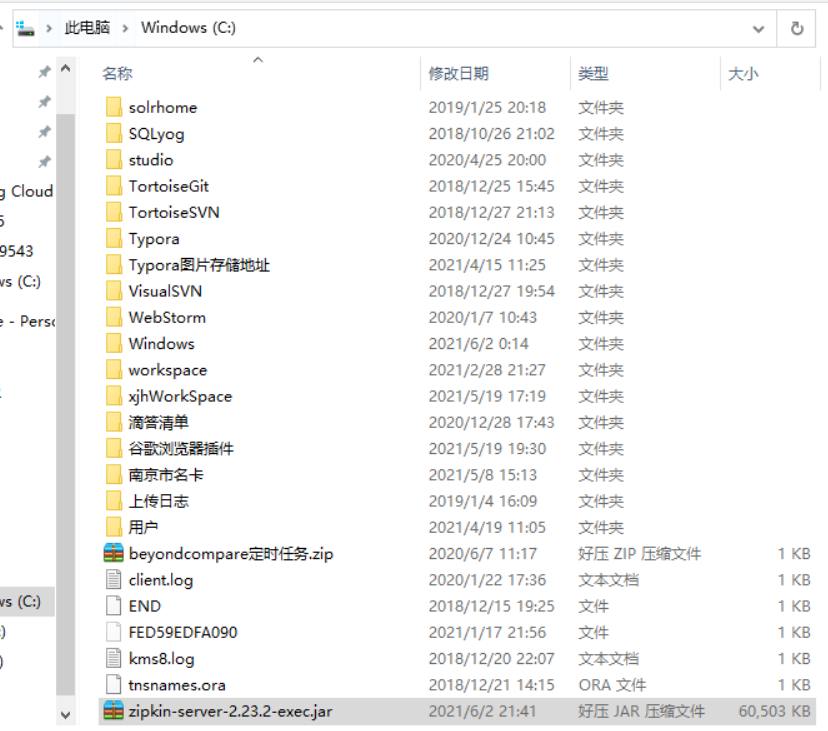 此电脑 > Windows (C:)
名称 修改日期 类型 大小
solrhome 2019/1/25 20:18 文件夹
SQLyog 2018/10/26 21:02 文件夹
studio 2020/4/25 20:00 文件夹
TortoiseGit 2018/12/25 15:45 文件夹
g Cloud TortoiseSVN 2018/12/27 21:13 文件夹
Typora 2020/12/24 10:45 文件夹
9543 Typora图片存储地址 2021/4/15 11:25 文件夹
ws (C:) VisualSVN 2018/12/27 19:54 文件夹
e - Perso WebStorm 2020/1/7 10:43 文件夹
Windows 2021/6/2 0:14 文件夹
workspace 2021/2/28 21:27 文件夹
xjhWorkSpace 2021/5/19 17:19 文件夹
滴答清单 2020/12/28 17:43 文件夹
谷歌浏览器插件 2021/5/19 19:30 文件夹
南京市名卡 2021/5/8 15:13 文件夹
上传日志 2019/1/4 16:09 文件夹
用户 2021/4/19 11:05 文件夹
beyondcompare定时任务.zip 2020/6/7 11:17 好压 ZIP 压缩文件 1 KB
client.log 2020/1/22 17:36 文本文档 1 KB
ws (C:) END 2018/12/15 19:25 文件 1 KB
FED59EDFA090 2021/1/17 21:56 文件 1 KB
kms8.log 2018/12/20 22:07 文本文档 1 KB
tnsnames.ora 2018/12/21 14:15 ORA 文件 1 KB
zipkin-server-2.23.2-exec.jar 2021/6/2 21:41 好压 JAR 压缩文件 60,503 KB